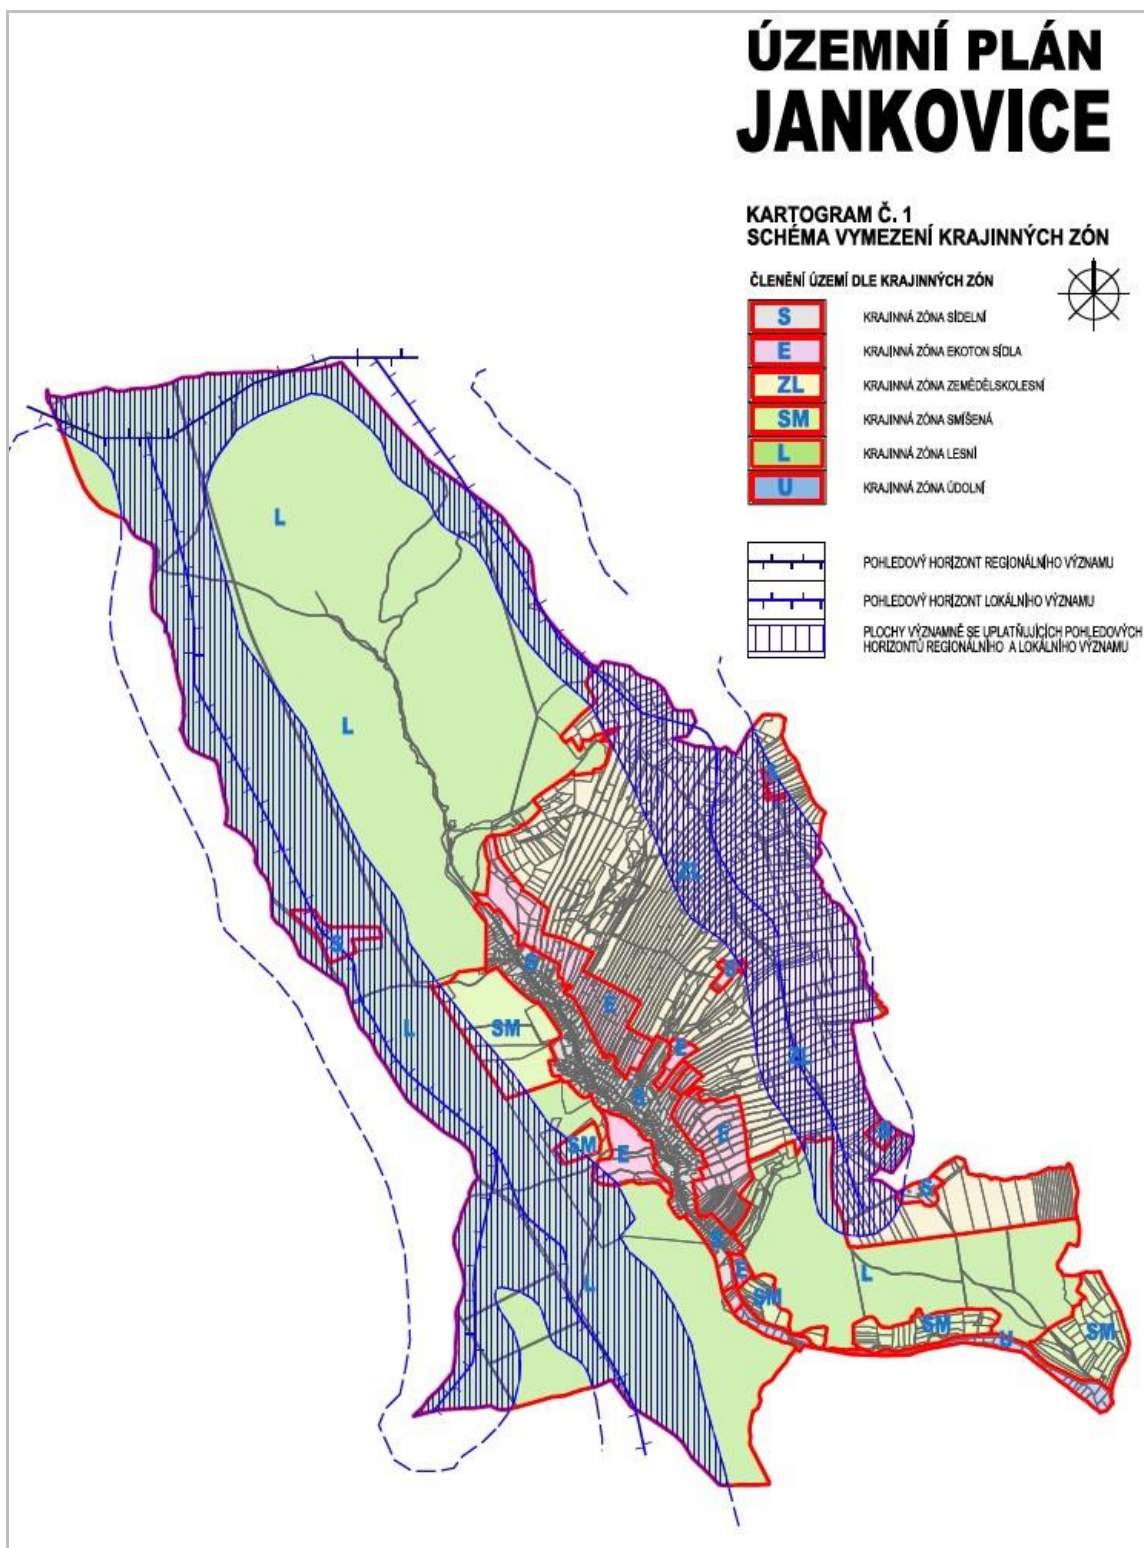 ÚZEMNÍ PLÁN
JANKOVICE
KARTOGRAM Č. 1
SCHÉMA VYMEZENÍ KRAJINNÝCH ZÓN
ČLENĚNÍ ÚZEMÍ DLE KRAJINNÝCH ZÓN
S KRAJINNÁ ZÓNA SÍDELNÍ
E KRAJINNÁ ZÓNA EKOTON SÍDLA
ZL KRAJINNÁ ZÓNA ZEMĚDĚLSKOLESNÍ
SM KRAJINNÁ ZÓNA SMÍŠENÁ
L KRAJINNÁ ZÓNA LESNÍ
U KRAJINNÁ ZÓNA ÚDOLNÍ
POHLEDOVÝ HORIZONT REGIONÁLNÍHO VÝZNAMU
POHLEDOVÝ HORIZONT LOKÁLNÍHO VÝZNAMU
PLOCHY VÝZNAMNĚ SE UPLATŇUJÍCÍCH POHLEDOVÝCH
HORIZONTŮ REGIONÁLNÍHO A LOKÁLNÍHO VÝZNAMU
L
L
S
ZL
S
S
S
E
L
SM
E
ZL
S
SM
E
E
S
S
S
E
L
L
SM
SM
U
SM